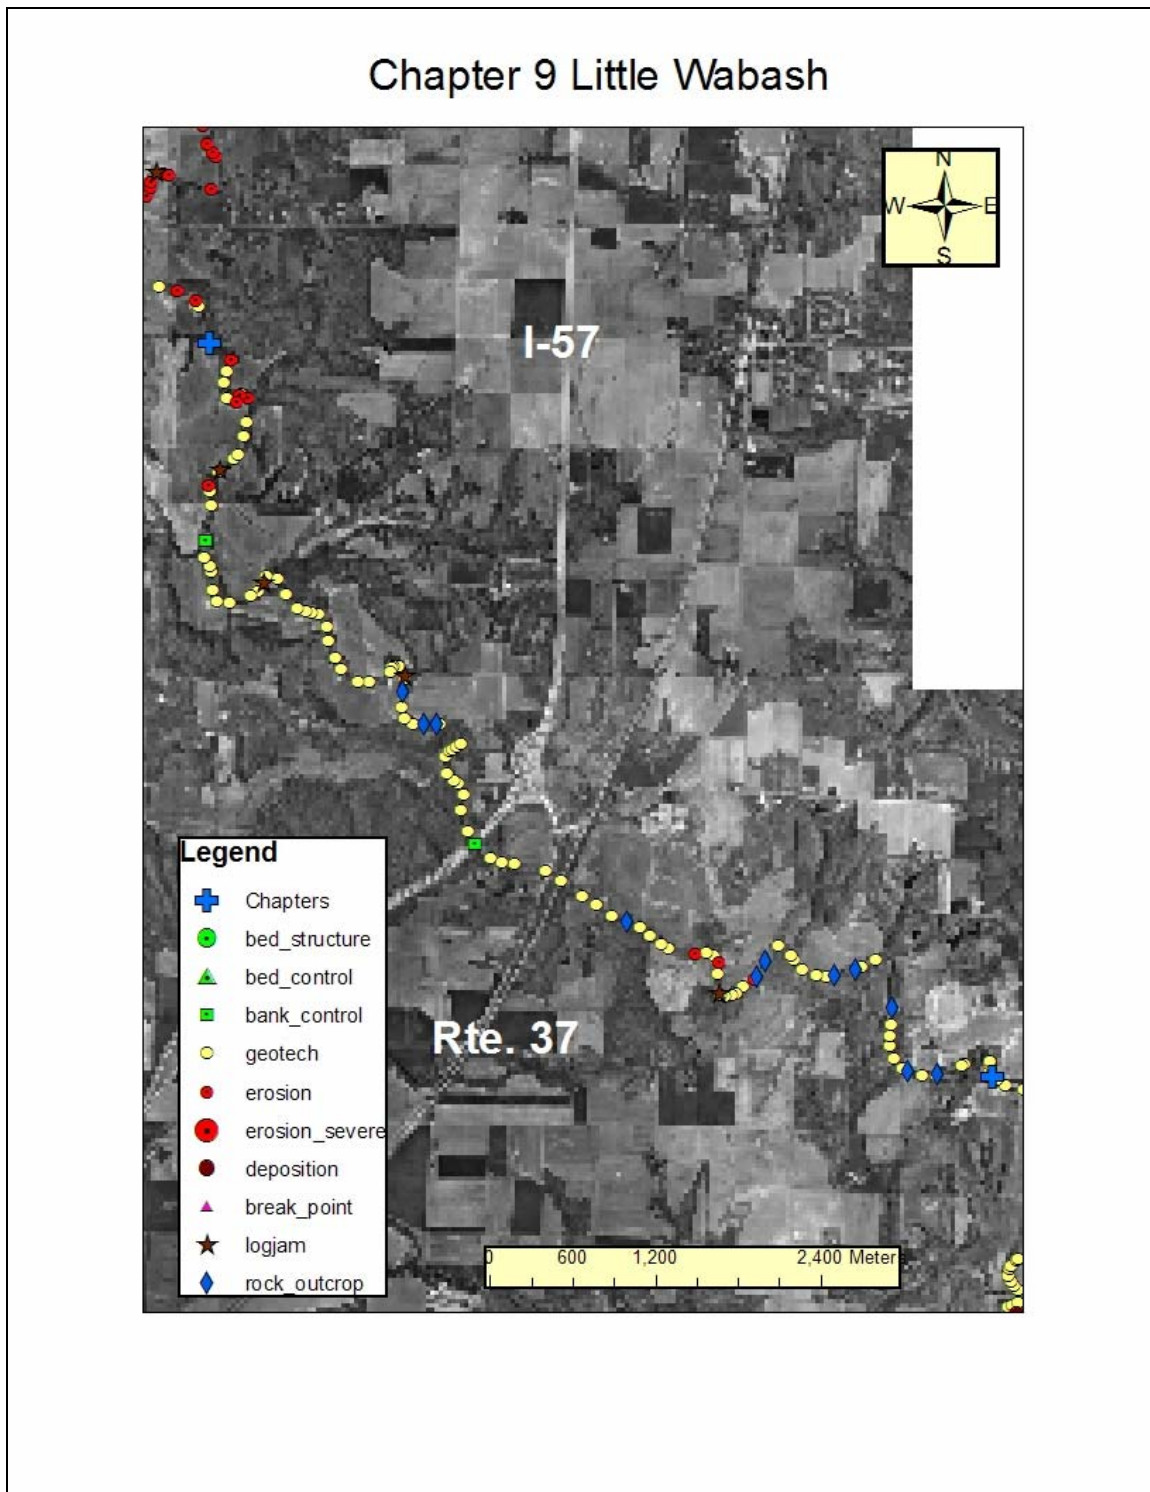 Chapter 9 Little Wabash
N
W E
S
I-57
Legend
Chapters
bed_structure
bed_control
bank_control
geotech
erosion
erosion_severe
deposition
break_point
logjam
rock_outcrop
Rte. 37
0 600 1,200 2,400 Meters